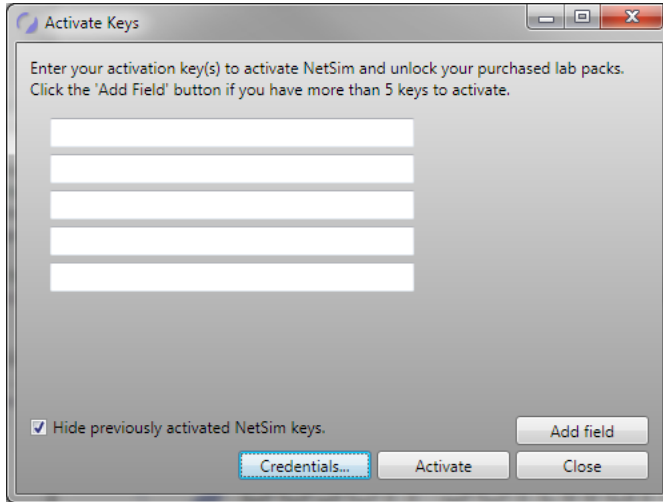 Activate Keys
Enter your activation key(s) to activate NetSim and unlock your purchased lab packs.
Click the 'Add Field' button if you have more than 5 keys to activate.
Hide previously activated NetSim keys.
Add field
Credentials...
Activate
Close